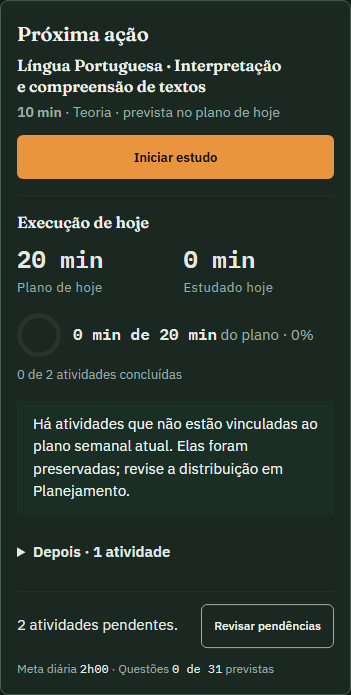 Próxima ação
Língua Portuguesa · Interpretação
e compreensão de textos
10 min · Teoria · prevista no plano de hoje
Iniciar estudo
Execução de hoje
20 min
Plano de hoje
0 min
Estudado hoje
0 min de 20 min do plano · 0%
0 de 2 atividades concluídas
Há atividades que não estão vinculadas ao
plano semanal atual. Elas foram
preservadas; revise a distribuição em
Planejamento.
Depois · 1 atividade
2 atividades pendentes.
Revisar pendências
Meta diária 2h00 · Questões 0 de 31 previstas